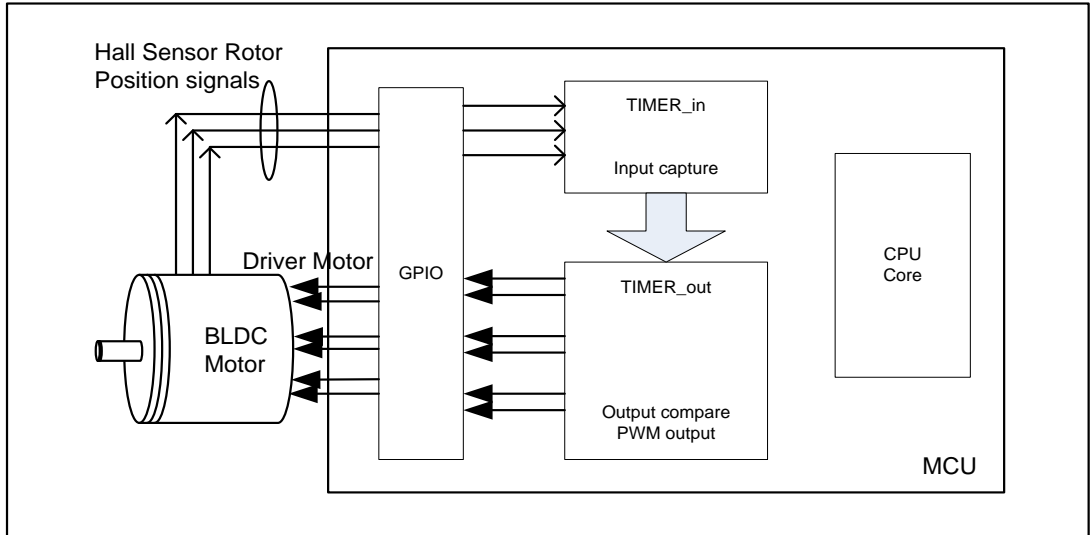 Hall Sensor Rotor
Position signals
TIMER_in
Input capture
Driver Motor
GPIO
TIMER_out
CPU
Core
BLDC
Motor
Output compare
PWM output
MCU